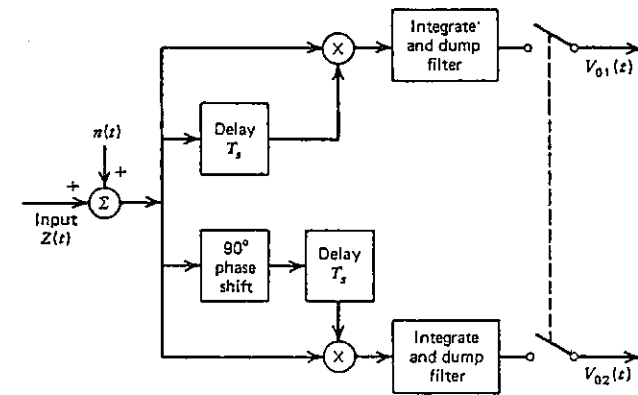 Integrate
and dump
filter
X
V01(t)
n(t)
Delay
Ts
+
+
Σ
Input
Z(t)
90°
phase
shift
Delay
Ts
X
Integrate
and dump
filter
V02(t)